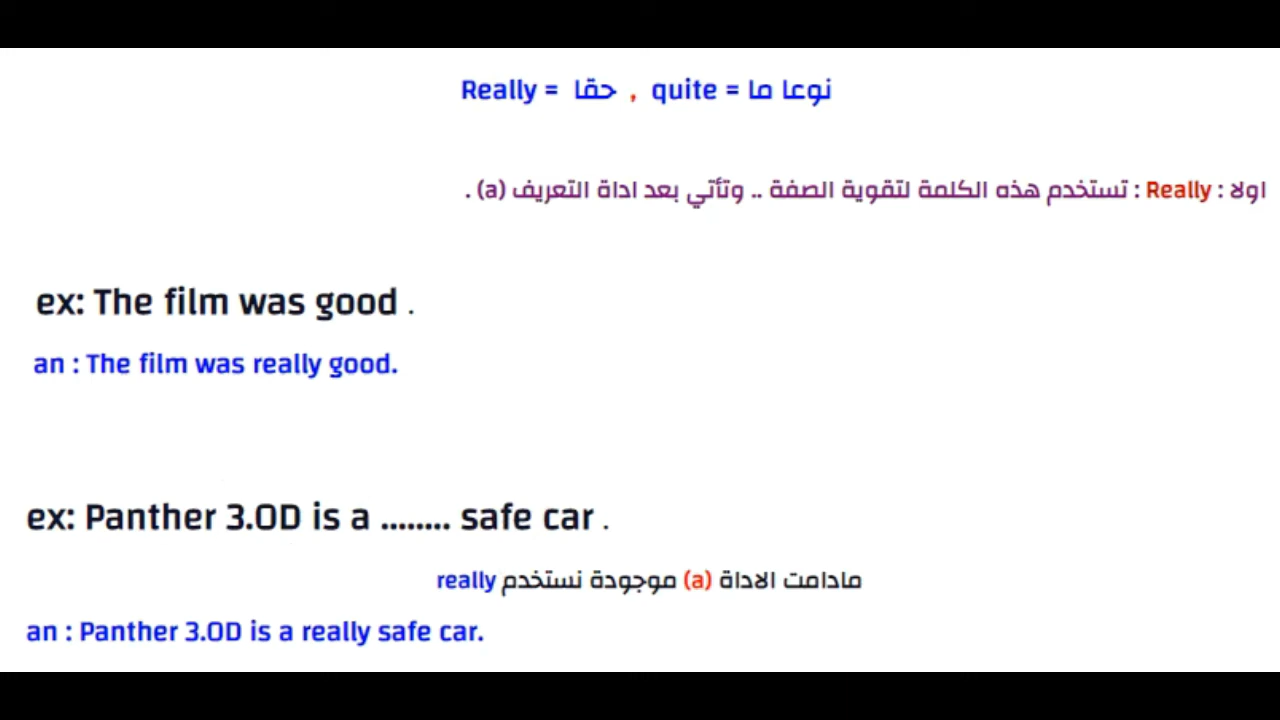 Really = حقا , quite = نوعا ما
اولا : Really : تستخدم هذه الكلمة لتقوية الصفة .. وتأتي بعد اداة التعريف (a) .
ex: The film was good .
an : The film was really good.
ex: Panther 3.0D is a ........ safe car .
مادامت الاداة (a) موجودة نستخدم really
an : Panther 3.0D is a really safe car.